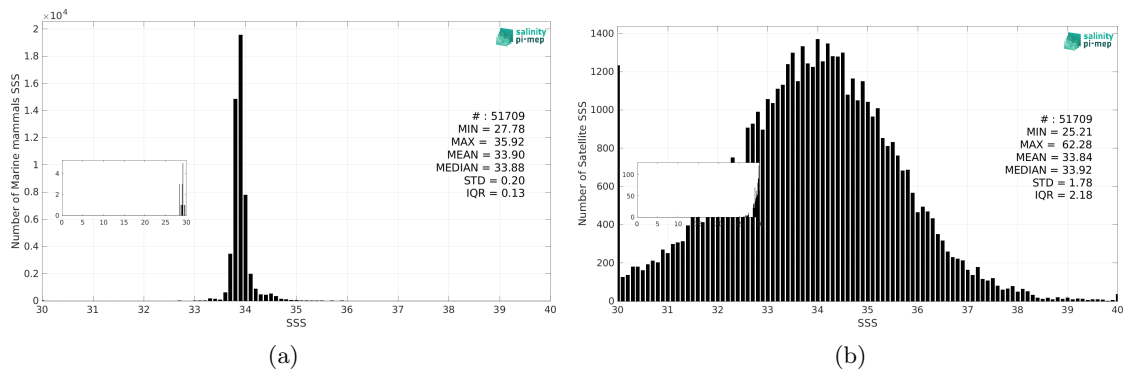 ×10⁴
2
1.8
1.6
1.4
1.2
1
0.8
0.6
0.4
0.2
0
Number of Marine mammals SSS
salinity
pi-mep
# : 51709
MIN = 27.78
MAX = 35.92
MEAN = 33.90
MEDIAN = 33.88
STD = 0.20
IQR = 0.13
4
2
0
0 5 10 15 20 25 30
30 31 32 33 34 35 36 37 38 39 40
SSS
(a)
1400
1200
1000
800
600
400
200
0
Number of Satellite SSS
salinity
pi-mep
# : 51709
MIN = 25.21
MAX = 62.28
MEAN = 33.84
MEDIAN = 33.92
STD = 1.78
IQR = 2.18
100
50
0
0 5 10 15
30 31 32 33 34 35 36 37 38 39 40
SSS
(b)